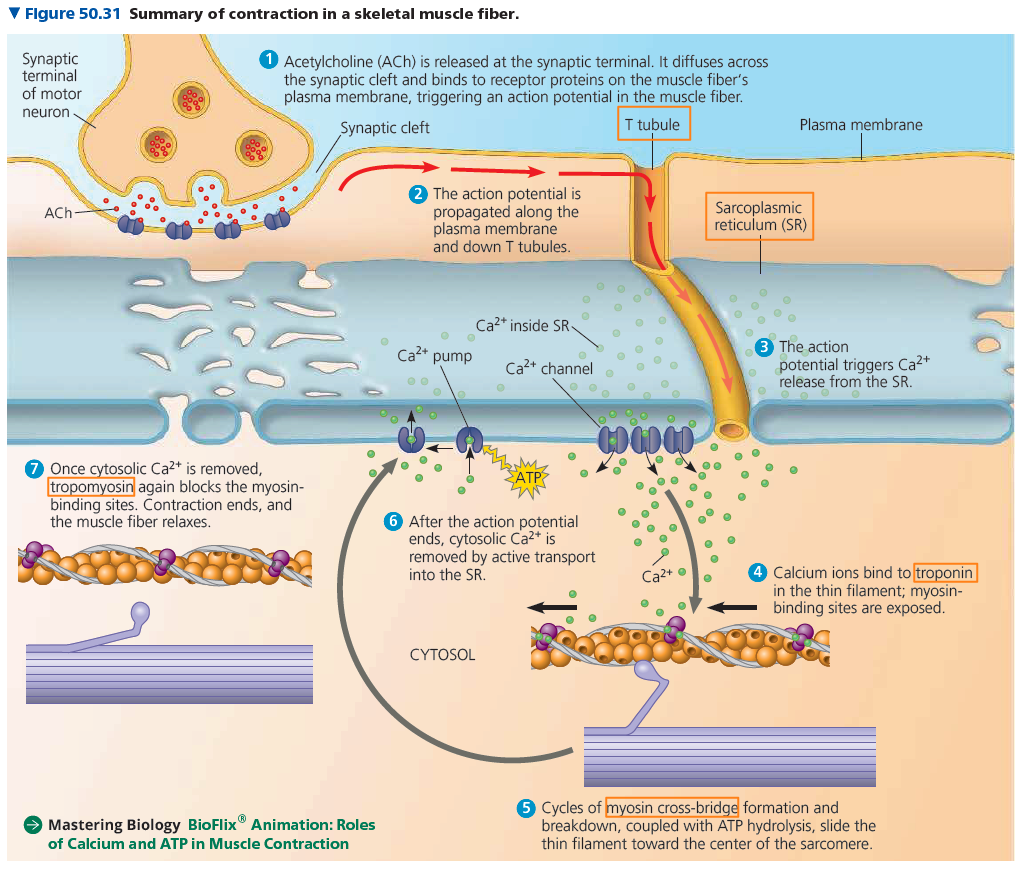 ▼ Figure 50.31 Summary of contraction in a skeletal muscle fiber.
Synaptic
terminal
of motor
neuron
1 Acetylcholine (ACh) is released at the synaptic terminal. It diffuses across
the synaptic cleft and binds to receptor proteins on the muscle fiber's
plasma membrane, triggering an action potential in the muscle fiber.
Synaptic cleft
T tubule
Plasma membrane
ACh
2 The action potential is
propagated along the
plasma membrane
and down T tubules.
Sarcoplasmic
reticulum (SR)
Ca2+ inside SR
Ca2+ pump
Ca2+ channel
3 The action
potential triggers Ca2+
release from the SR.
ATP
7 Once cytosolic Ca2+ is removed,
tropomyosin again blocks the myosin-
binding sites. Contraction ends, and
the muscle fiber relaxes.
6 After the action potential
ends, cytosolic Ca2+ is
removed by active transport
into the SR.
Ca2+
4 Calcium ions bind to troponin
in the thin filament; myosin-
binding sites are exposed.
CYTOSOL
5 Cycles of myosin cross-bridge formation and
breakdown, coupled with ATP hydrolysis, slide the
thin filament toward the center of the sarcomere.
Mastering Biology BioFlix® Animation: Roles
of Calcium and ATP in Muscle Contraction